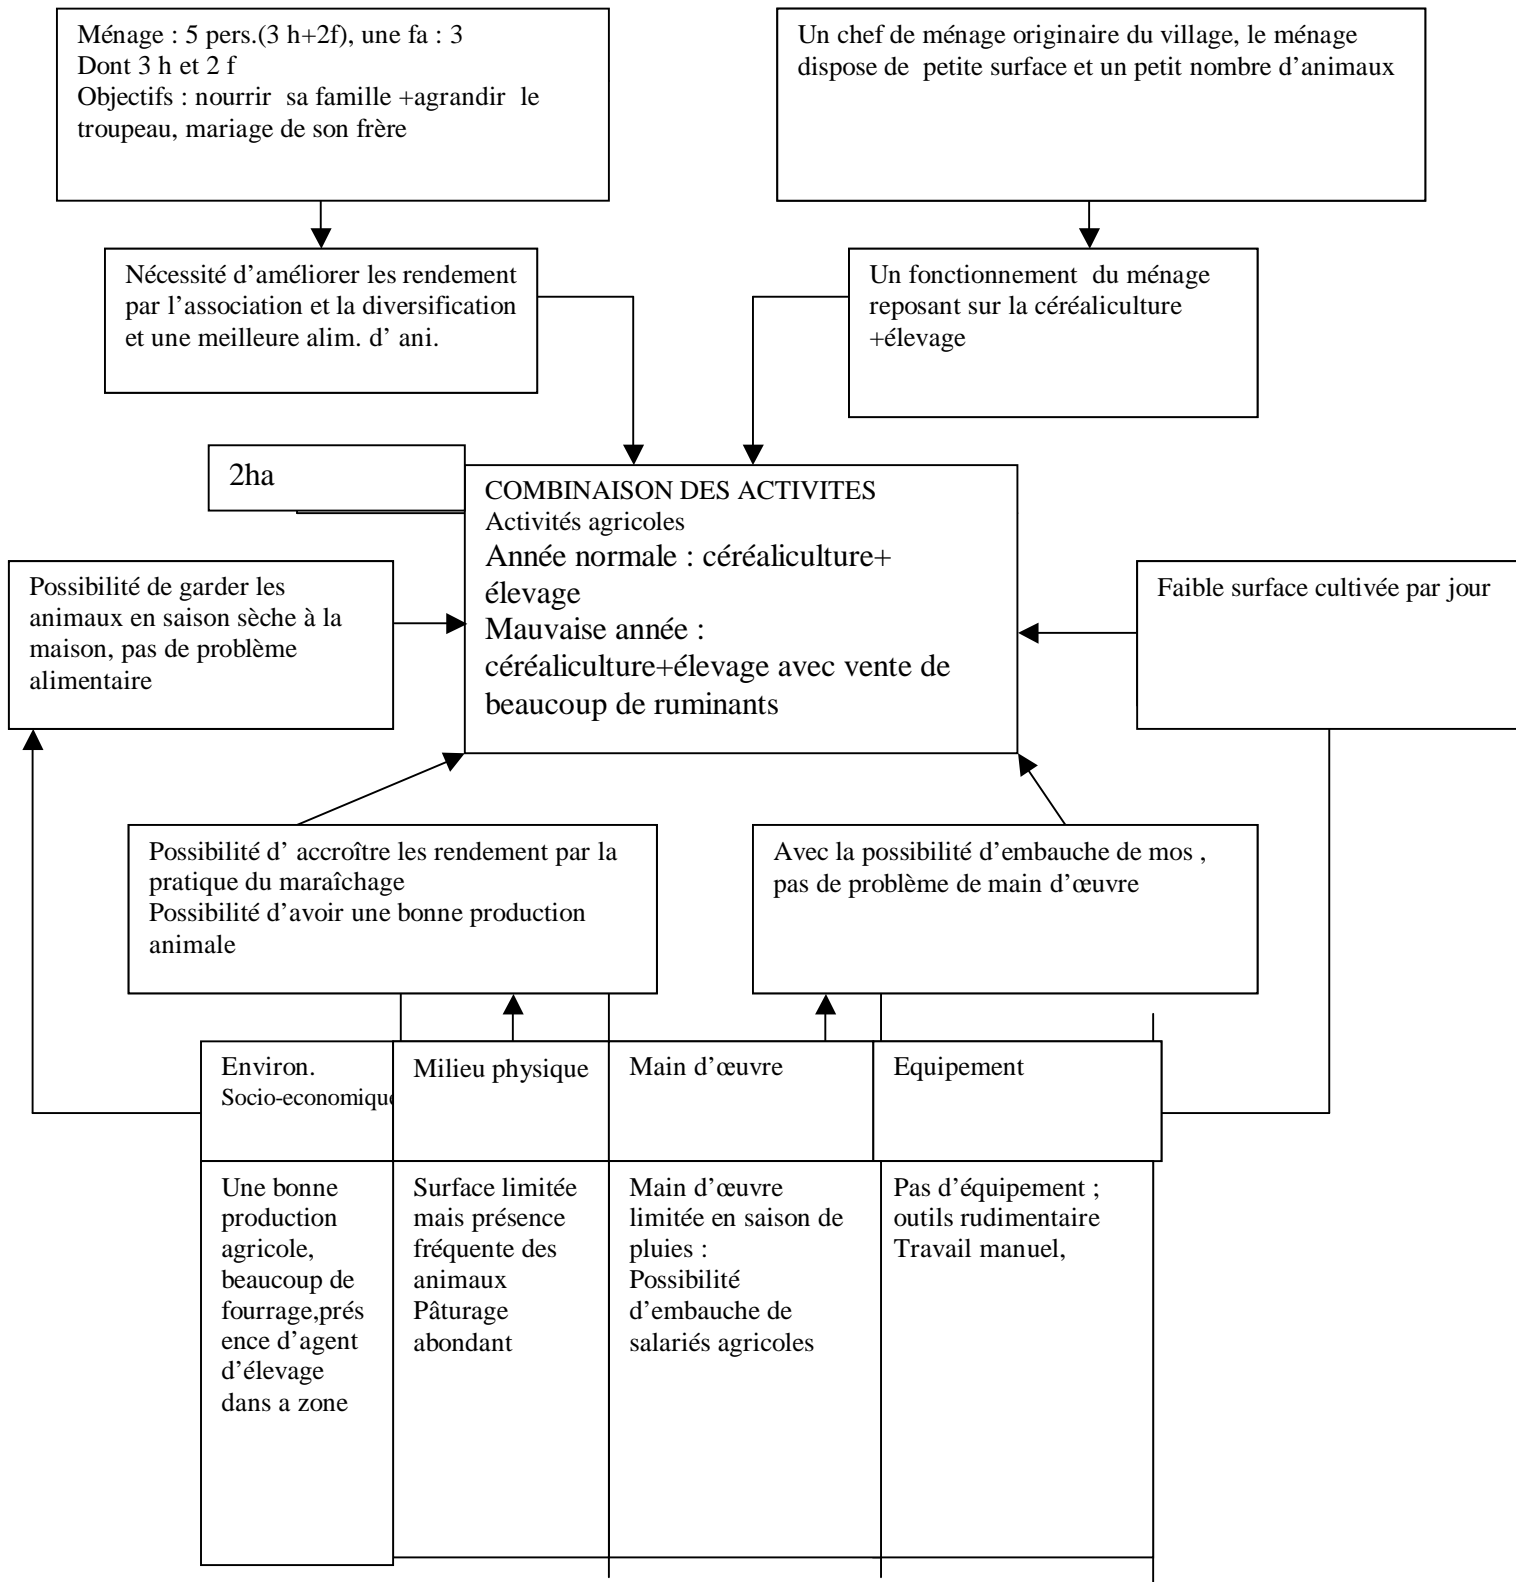 Ménage : 5 pers.(3 h+2f), une fa : 3
Dont 3 h et 2 f
Objectifs : nourrir sa famille +agrandir le
troupeau, mariage de son frère
Un chef de ménage originaire du village, le ménage
dispose de petite surface et un petit nombre d’animaux
Nécessité d’améliorer les rendement
par l’association et la diversification
et une meilleure alim. d’ ani.
Un fonctionnement du ménage
reposant sur la céréaliculture
+élevage
2ha
COMBINAISON DES ACTIVITES
Activités agricoles
Année normale : céréaliculture+
élevage
Mauvaise année :
céréaliculture+élevage avec vente de
beaucoup de ruminants
Possibilité de garder les
animaux en saison sèche à la
maison, pas de problème
alimentaire
Faible surface cultivée par jour
Possibilité d’ accroître les rendement par la
pratique du maraîchage
Possibilité d’avoir une bonne production
animale
Avec la possibilité d’embauche de mos ,
pas de problème de main d’œuvre
Environ.
Socio-economique
Milieu physique
Main d’œuvre
Equipement
Une bonne
production
agricole,
beaucoup de
fourrage,prés
ence d’agent
d’élevage
dans a zone
Surface limitée
mais présence
fréquente des
animaux
Pâturage
abondant
Main d’œuvre
limitée en saison de
pluies :
Possibilité
d’embauche de
salariés agricoles
Pas d’équipement ;
outils rudimentaire
Travail manuel,